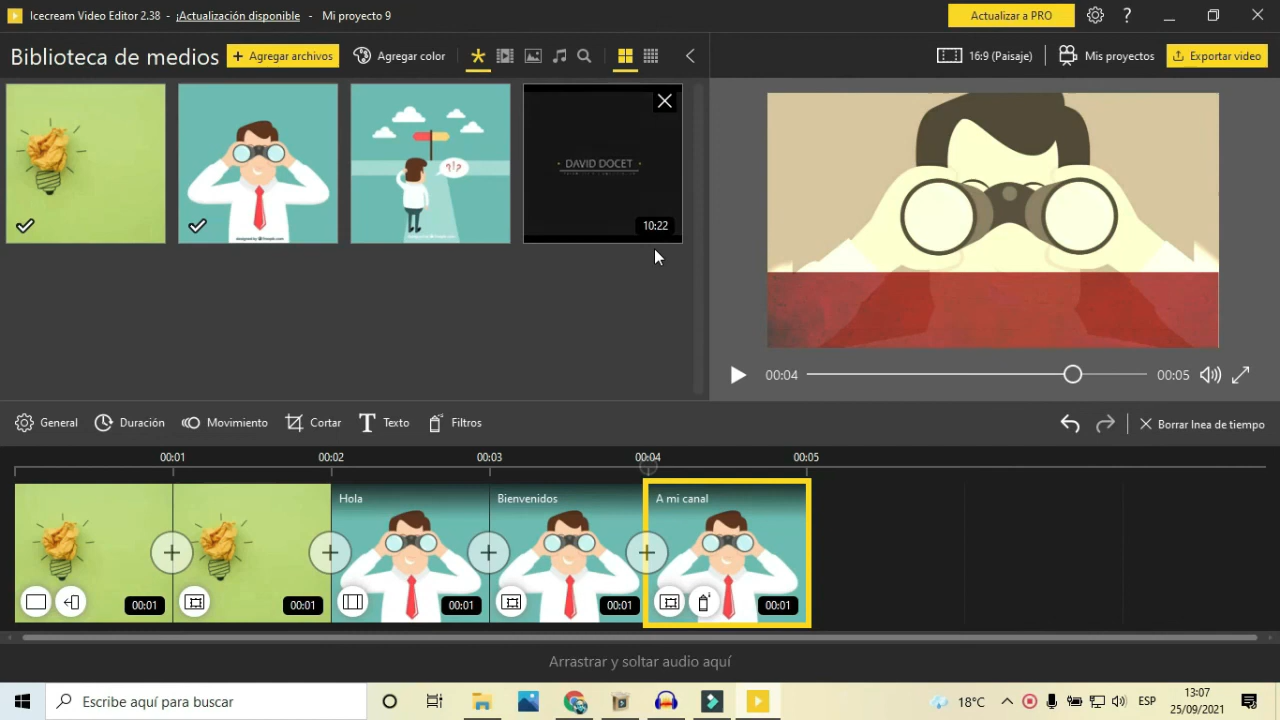 Icecream Video Editor 2.38 - ¡Actualización disponible - Mi proyecto 9
Actualizar a PRO
?
Biblioteca de medios
+ Agregar archivos
Agregar color
16:9 (Paisaje)
Mis proyectos
Exportar video
· DAVID DOCET ·
10:22
00:04
00:05
General
Duración
Movimiento
Cortar
Texto
Filtros
Borrar linea de tiempo
00:01
00:02
00:03
00:04
00:05
Hola
Bienvenidos
A mi canal
00:01
00:01
00:01
00:01
00:01
Arrastrar y soltar audio aquí
Escribe aquí para buscar
18°C
ESP
13:07
25/09/2021